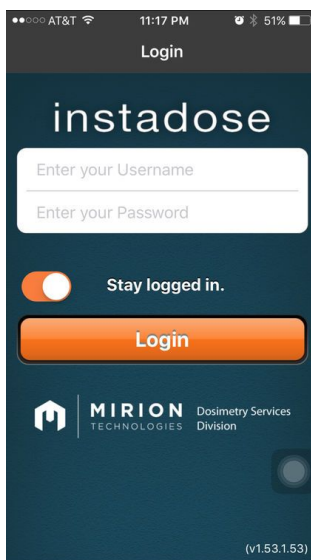 AT&T 11:17 PM 51%
Login
instadose
Enter your Username
Enter your Password
Stay logged in.
Login
MIRION Dosimetry Services
TECHNOLOGIES Division
(v1.53.1.53)